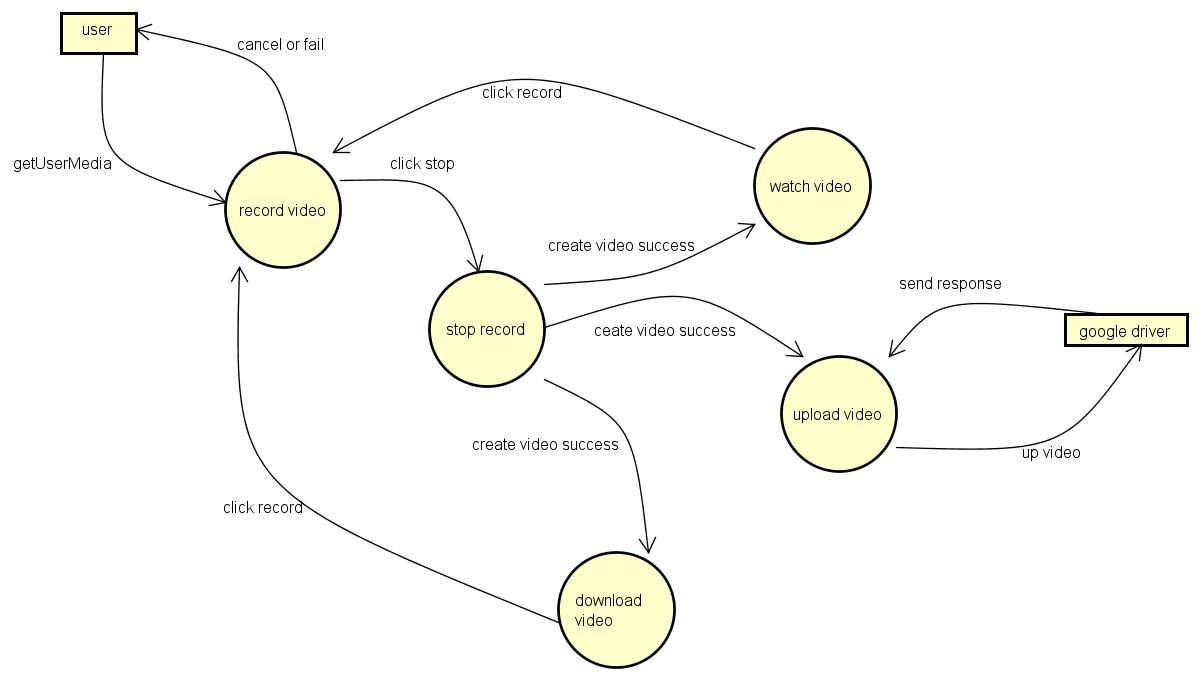 user
cancel or fail
click record
getUserMedia
click stop
record video
watch video
create video success
send response
stop record
ceate video success
google driver
upload video
create video success
up video
click record
download
video